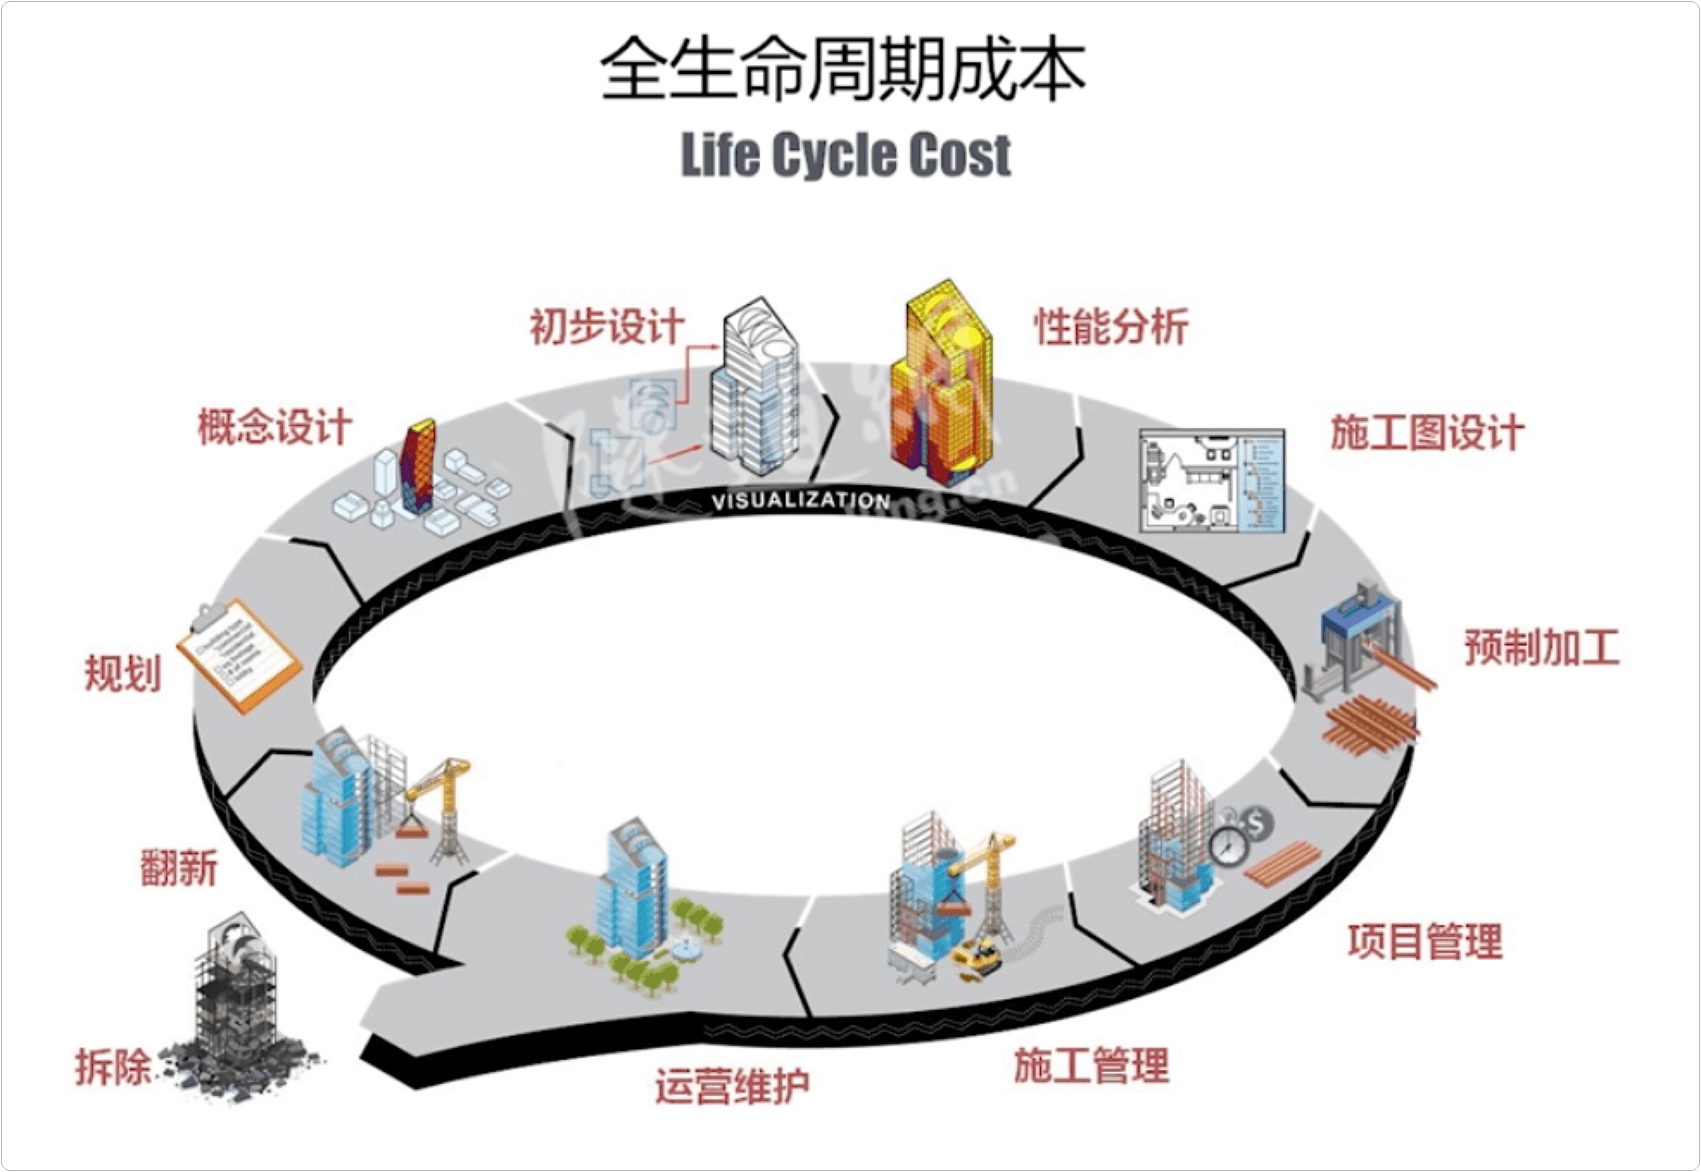 全生命周期成本
Life Cycle Cost
初步设计
性能分析
概念设计
施工图设计
VISUALIZATION
规划
预制加工
翻新
项目管理
拆除
运营维护
施工管理